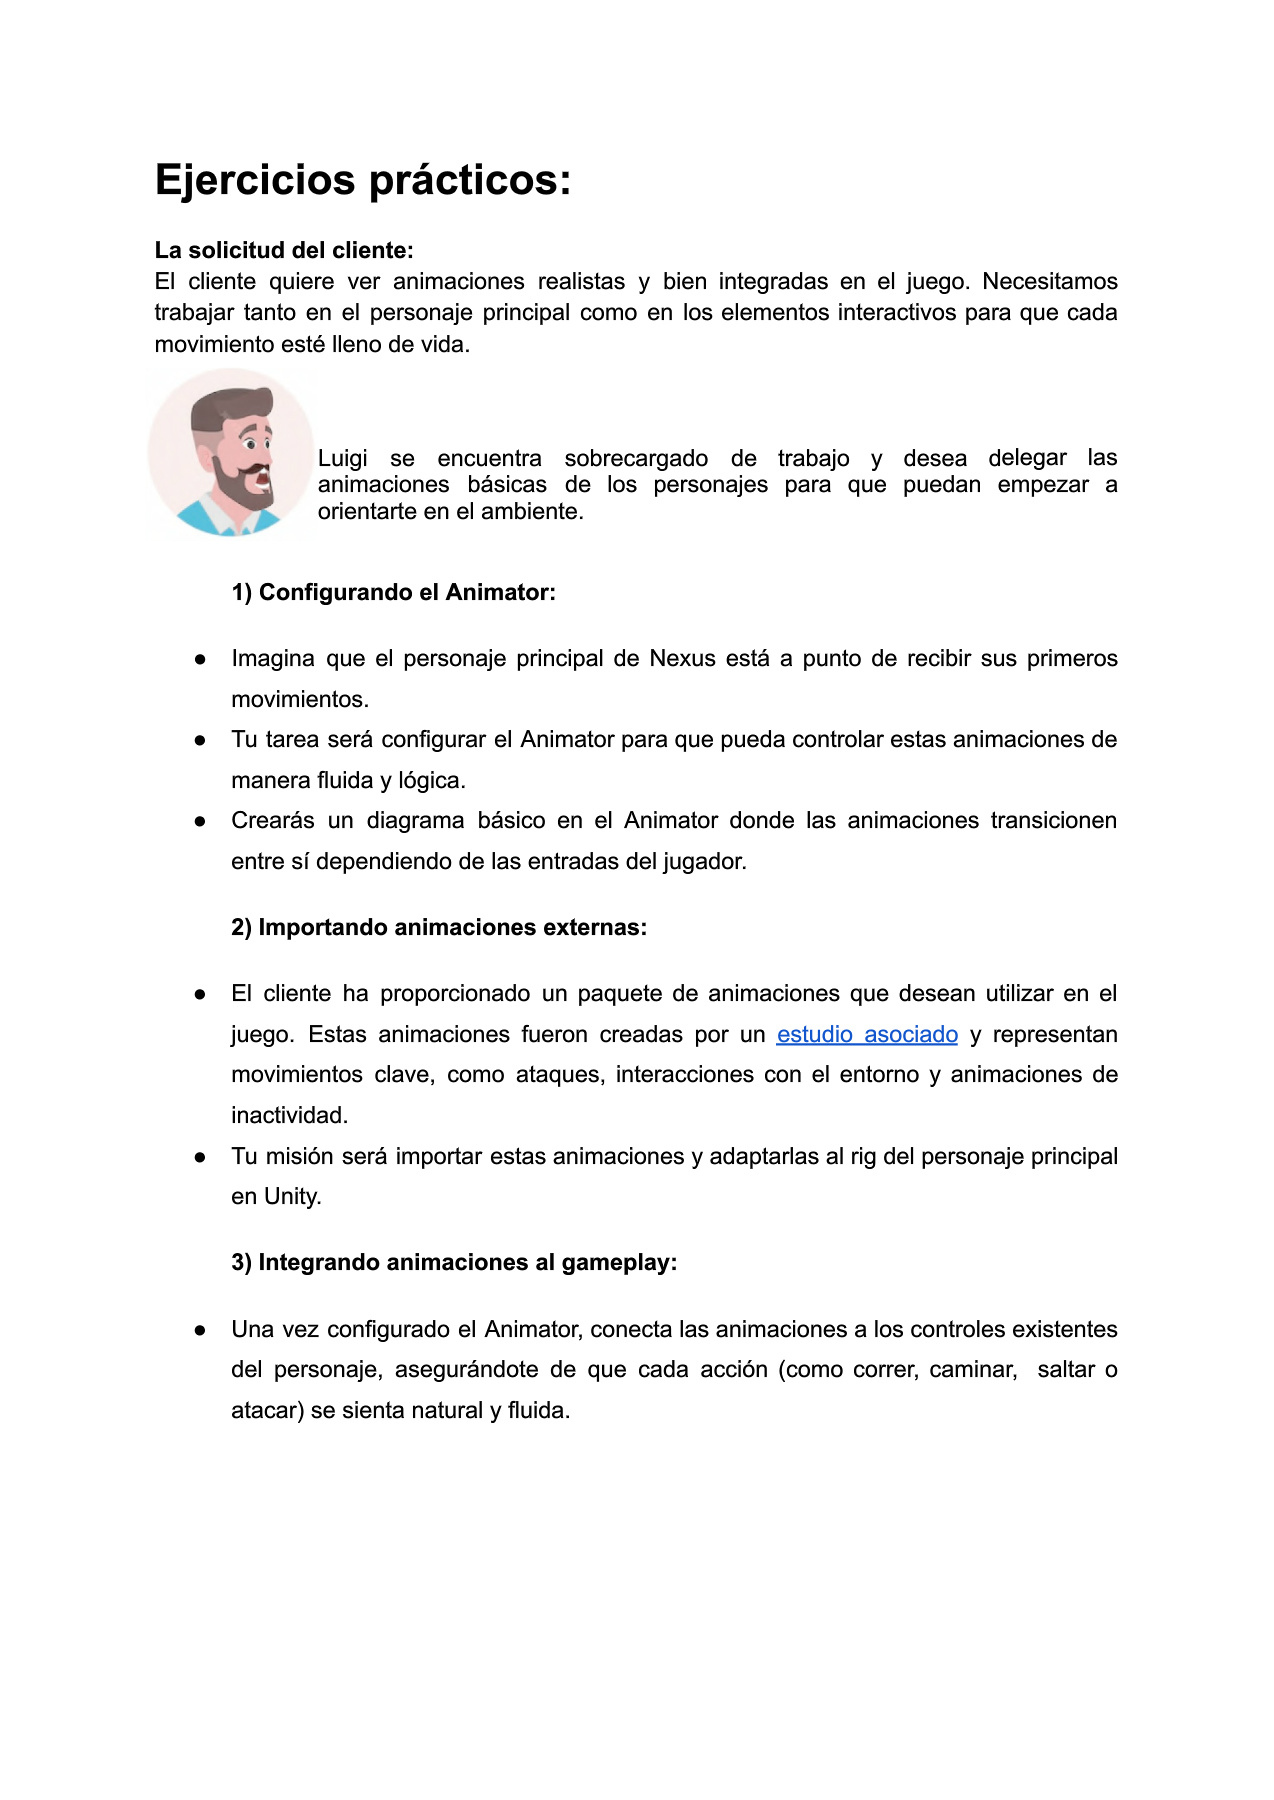 Ejercicios prácticos:
La solicitud del cliente:
El cliente quiere ver animaciones realistas y bien integradas en el juego. Necesitamos
trabajar tanto en el personaje principal como en los elementos interactivos para que cada
movimiento esté lleno de vida.
Luigi se encuentra sobrecargado de trabajo y desea delegar las
animaciones básicas de los personajes para que puedan empezar a
orientarte en el ambiente.
1) Configurando el Animator:
● Imagina que el personaje principal de Nexus está a punto de recibir sus primeros
movimientos.
● Tu tarea será configurar el Animator para que pueda controlar estas animaciones de
manera fluida y lógica.
● Crearás un diagrama básico en el Animator donde las animaciones transicionen
entre sí dependiendo de las entradas del jugador.
2) Importando animaciones externas:
● El cliente ha proporcionado un paquete de animaciones que desean utilizar en el
juego. Estas animaciones fueron creadas por un estudio asociado y representan
movimientos clave, como ataques, interacciones con el entorno y animaciones de
inactividad.
● Tu misión será importar estas animaciones y adaptarlas al rig del personaje principal
en Unity.
3) Integrando animaciones al gameplay:
● Una vez configurado el Animator, conecta las animaciones a los controles existentes
del personaje, asegurándote de que cada acción (como correr, caminar, saltar o
atacar) se sienta natural y fluida.